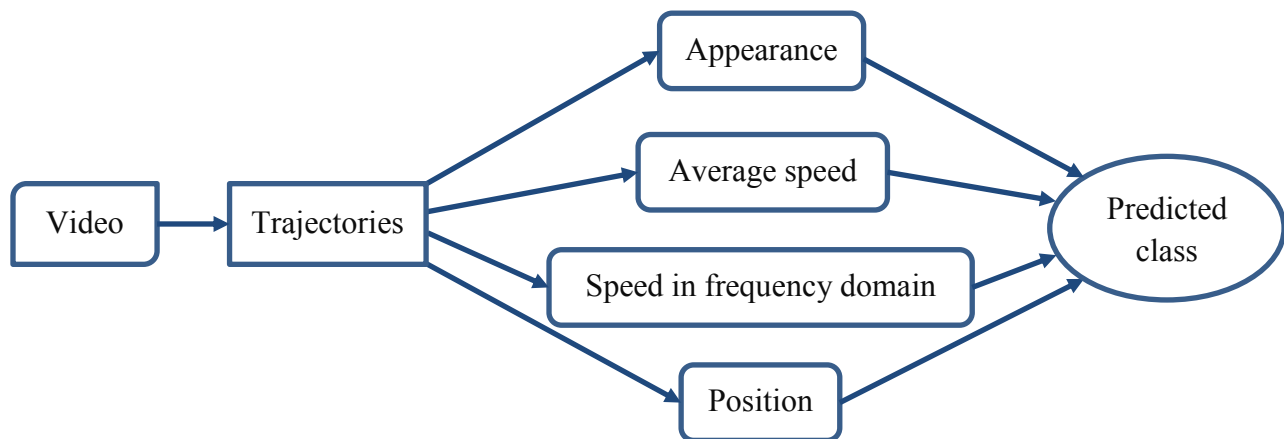 Appearance
Average speed
Video
Trajectories
Predicted
class
Speed in frequency domain
Position